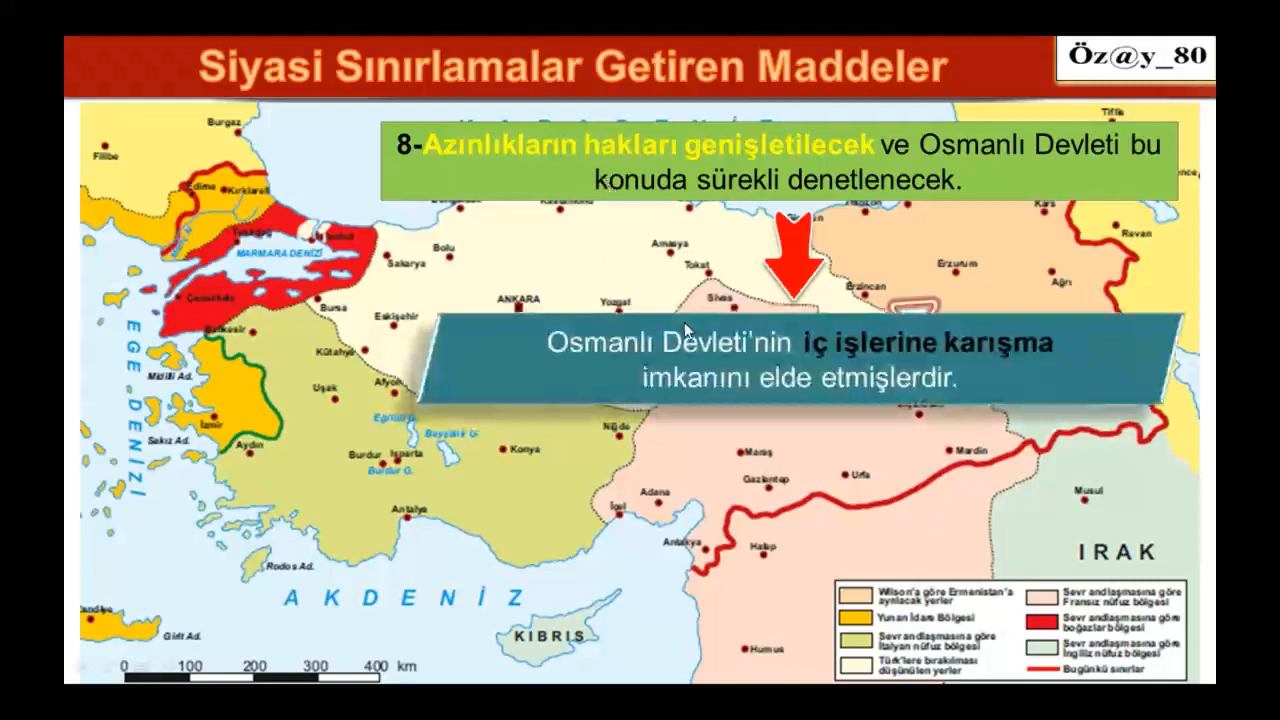 Siyasi Sınırlamalar Getiren Maddeler
Öz@y_80
8-Azınlıkların hakları genişletilecek ve Osmanlı Devleti bu
konuda sürekli denetlenecek.
Osmanlı Devleti'nin iç işlerine karışma
imkanını elde etmişlerdir.
Burgaz
Filibe
Edirne
Kırklareli
Tekirdağ
MARMARA DENİZİ
Çanakkale
Sakarya
Bolu
Amasya
Tokat
Kars
Revan
Tiflis
Erzurum
Erzincan
Ağrı
Bursa
Eskişehir
ANKARA
Yozgat
Sivas
Balıkesir
Kütahya
EGE DENİZİ
Midilli Ad.
Uşak
Afyon
İzmir
Sakız Ad.
Aydın
Eğridir G.
Beyşehir G.
Burdur
Isparta
Burdur G.
Konya
Niğde
Maraş
Mardin
Gaziantep
Urfa
Musul
Adana
İçel
Antalya
Antakya
Halep
IRAK
Rodos Ad.
AKDENİZ
KIBRIS
Girit Ad.
Humus
0 100 200 300 400 km
Wilson'a göre Ermenistan'a
ayrılacak yerler
Yunan İdare Bölgesi
Sevr andlaşmasına göre
İtalyan nüfuz bölgesi
Türk'lere bırakılması
düşünülen yerler
Sevr andlaşmasına göre
Fransız nüfuz bölgesi
Sevr andlaşmasına göre
boğazlar bölgesi
Sevr andlaşmasına göre
İngiliz nüfuz bölgesi
Bugünkü sınırlar